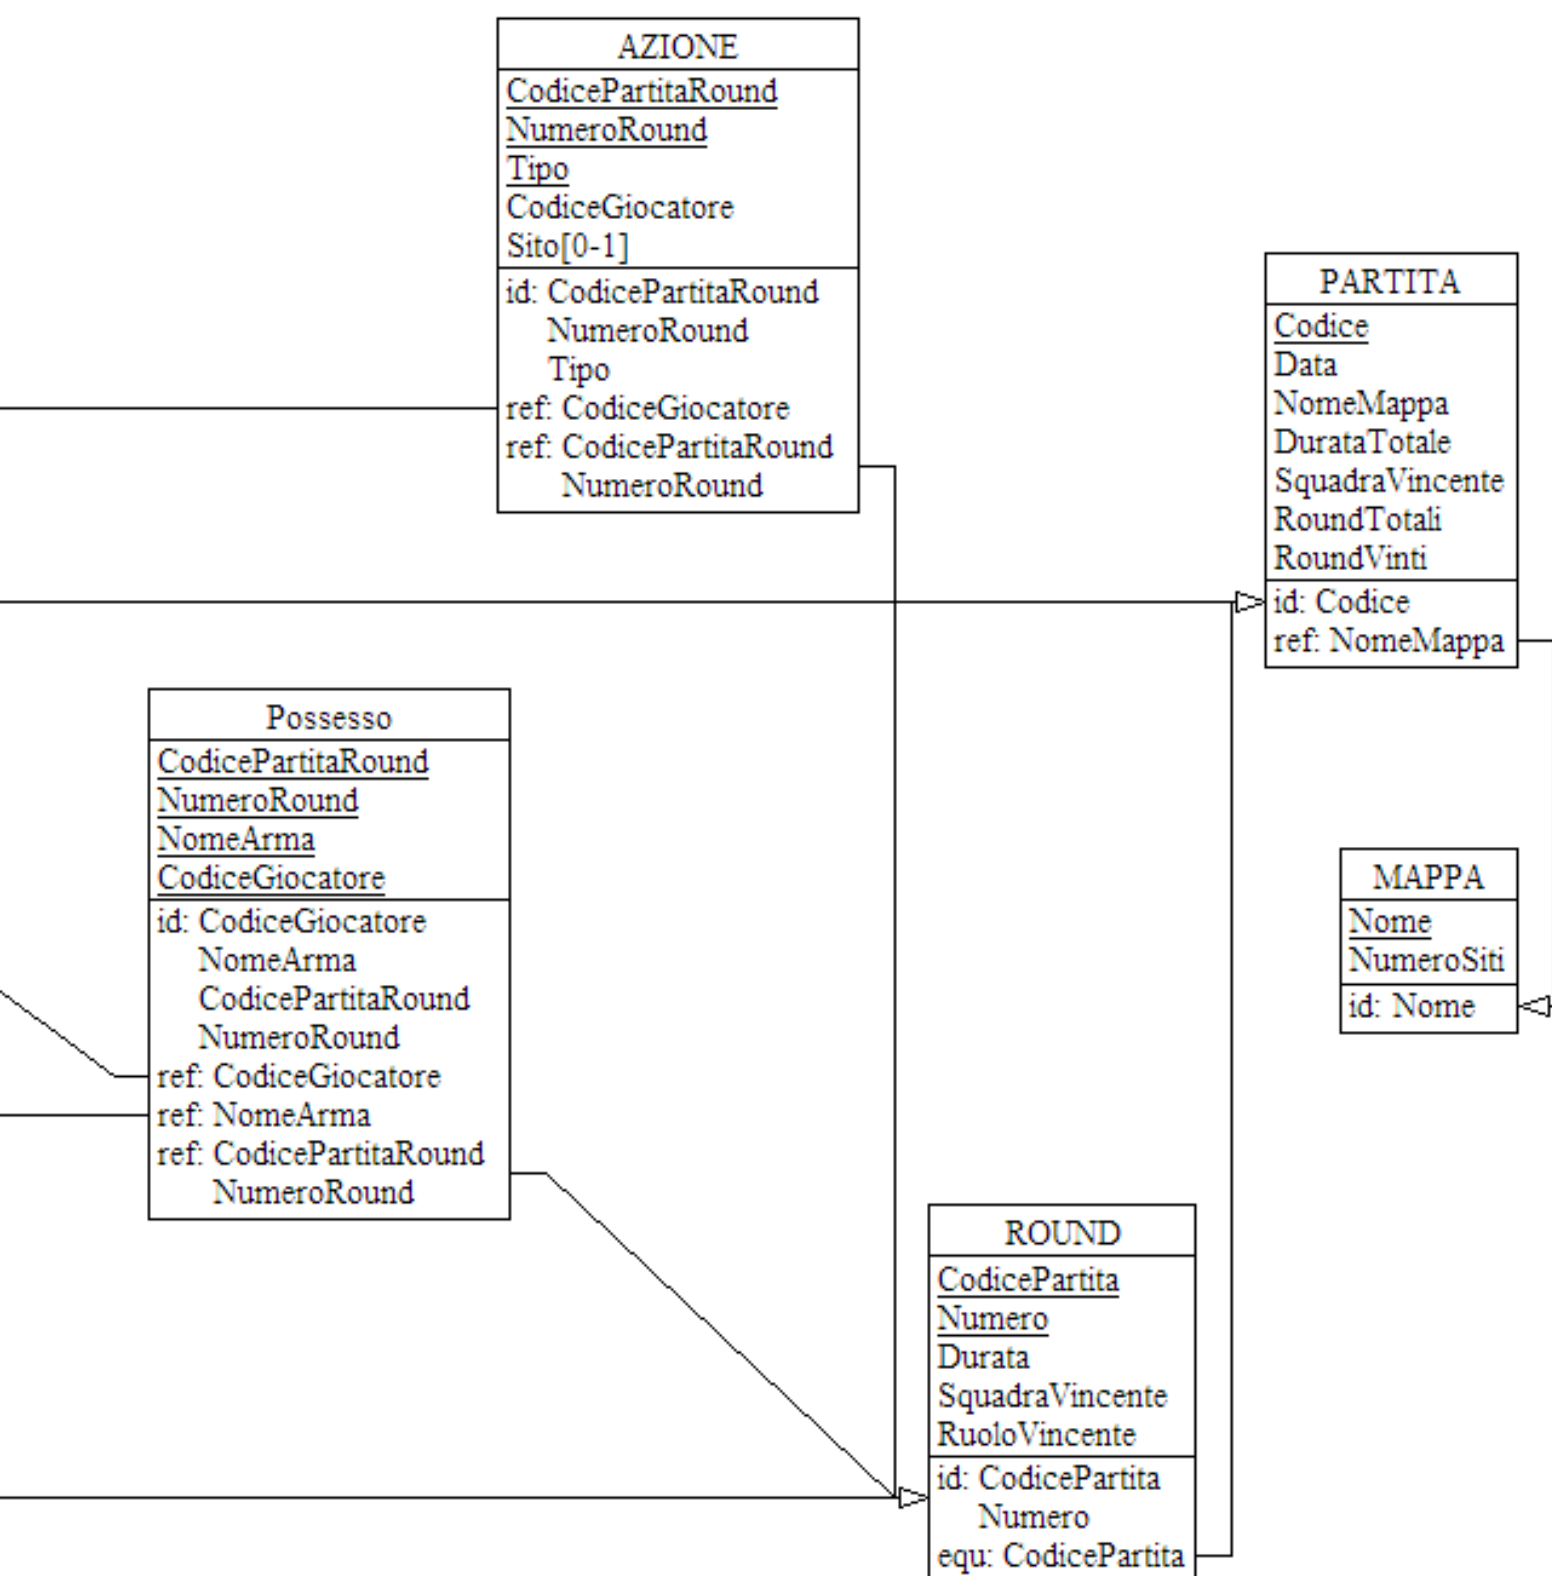 AZIONE
CodicePartitaRound
NumeroRound
Tipo
CodiceGiocatore
Sito[0-1]
id: CodicePartitaRound
NumeroRound
Tipo
ref: CodiceGiocatore
ref: CodicePartitaRound
NumeroRound
PARTITA
Codice
Data
NomeMappa
DurataTotale
SquadraVincente
RoundTotali
RoundVinti
id: Codice
ref: NomeMappa
Possesso
CodicePartitaRound
NumeroRound
NomeArma
CodiceGiocatore
id: CodiceGiocatore
NomeArma
CodicePartitaRound
NumeroRound
ref: CodiceGiocatore
ref: NomeArma
ref: CodicePartitaRound
NumeroRound
MAPPA
Nome
NumeroSiti
id: Nome
ROUND
CodicePartita
Numero
Durata
SquadraVincente
RuoloVincente
id: CodicePartita
Numero
equ: CodicePartita